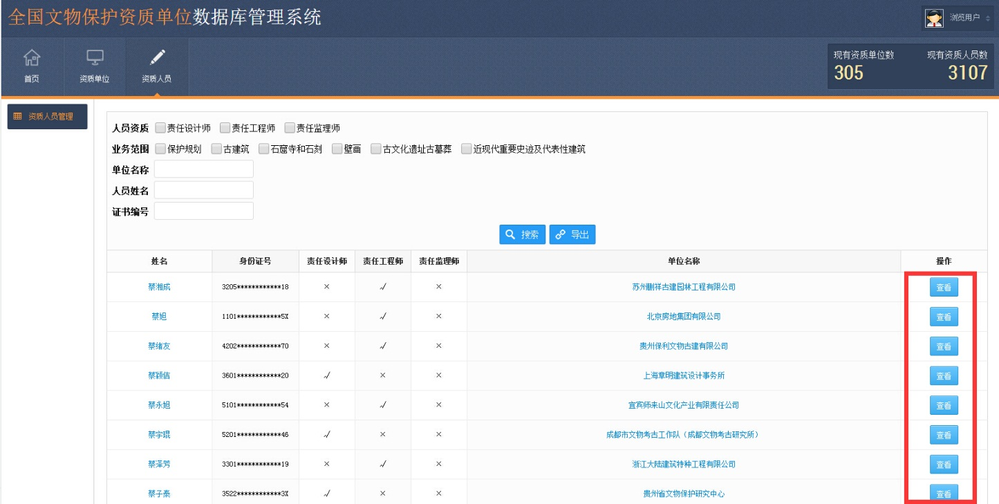 全国文物保护资质单位数据库管理系统
浏览用户
首页 资质单位 资质人员
现有资质单位数 现有资质人员数
305 3107
资质人员管理
人员资质 责任设计师 责任工程师 责任监理师
业务范围 保护规划 古建筑 石窟寺和石刻 壁画 古文化遗址古墓葬 近现代重要史迹及代表性建筑
单位名称
人员姓名
证书编号
搜索 导出
姓名 身份证号 责任设计师 责任工程师 责任监理师 单位名称 操作
蔡湘成 3205************18 × √ × 苏州蒯祥古建园林工程有限公司 查看
蔡旭 1101************5X × √ × 北京房地集团有限公司 查看
蔡绪友 4202************70 × √ × 贵州保利文物古建有限公司 查看
蔡颖佶 3601************20 √ × × 上海章明建筑设计事务所 查看
蔡永旭 5101************54 × √ × 宜宾师来山文化产业有限责任公司 查看
蔡宇琨 5201************46 √ × × 成都市文物考古工作队（成都文物考古研究所） 查看
蔡泽芳 3301************19 × √ × 浙江大陆建筑特种工程有限公司 查看
蔡子泰 3522************3X √ × × 贵州省文物保护研究中心 查看